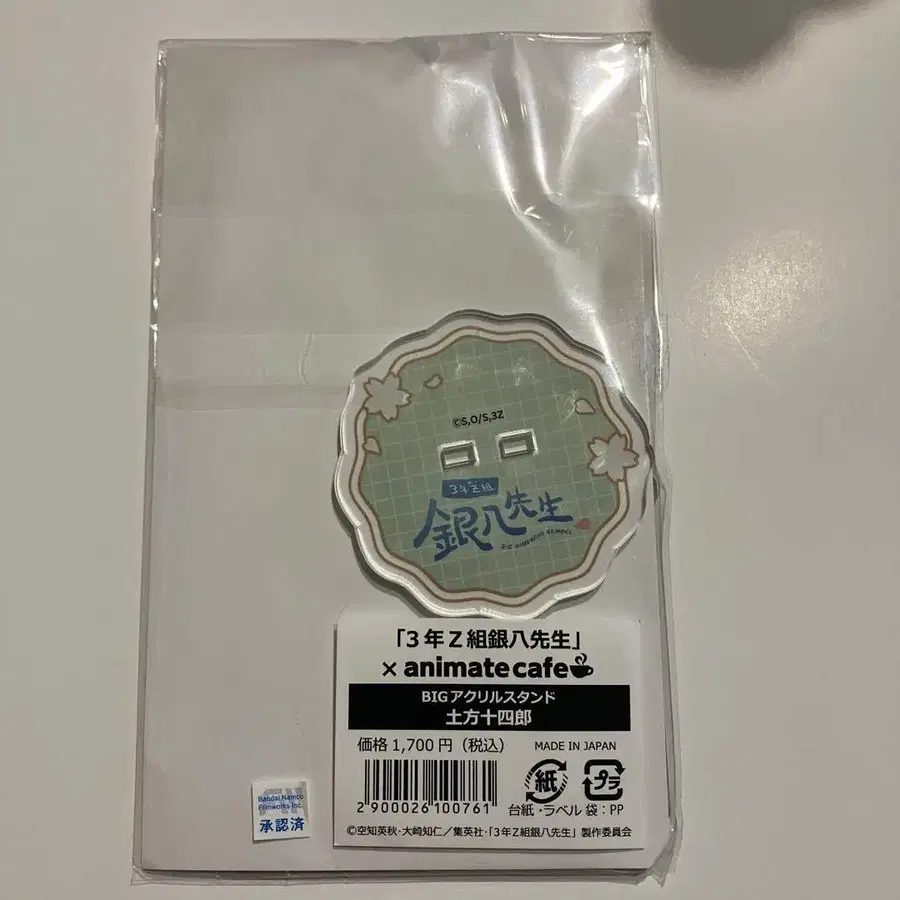 ©S,O/S,3Z
3年Z組
銀八先生
「3年Z組銀八先生」
× animate cafe
BIGアクリルスタンド
土方十四郎
価格1,700円（税込）
MADE IN JAPAN
2900026100761
紙
プラ
台紙・ラベル 袋：PP
©空知英秋・大崎知仁／集英社・「3年Z組銀八先生」製作委員会
Bandai Namco
Filmworks Inc.
承認済